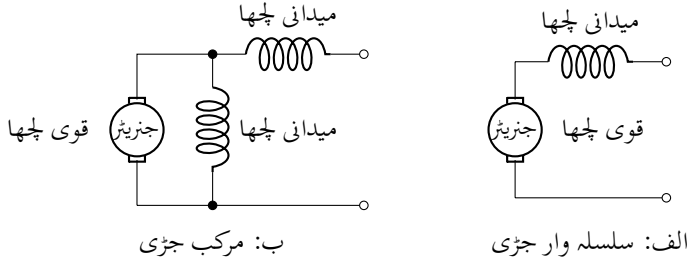 میدانی لچھا
قوی لچھا
جنریٹر
الف: سلسلہ وار جڑی
میدانی لچھا
میدانی لچھا
جنریٹر
قوی لچھا
ب: مرکب جڑی